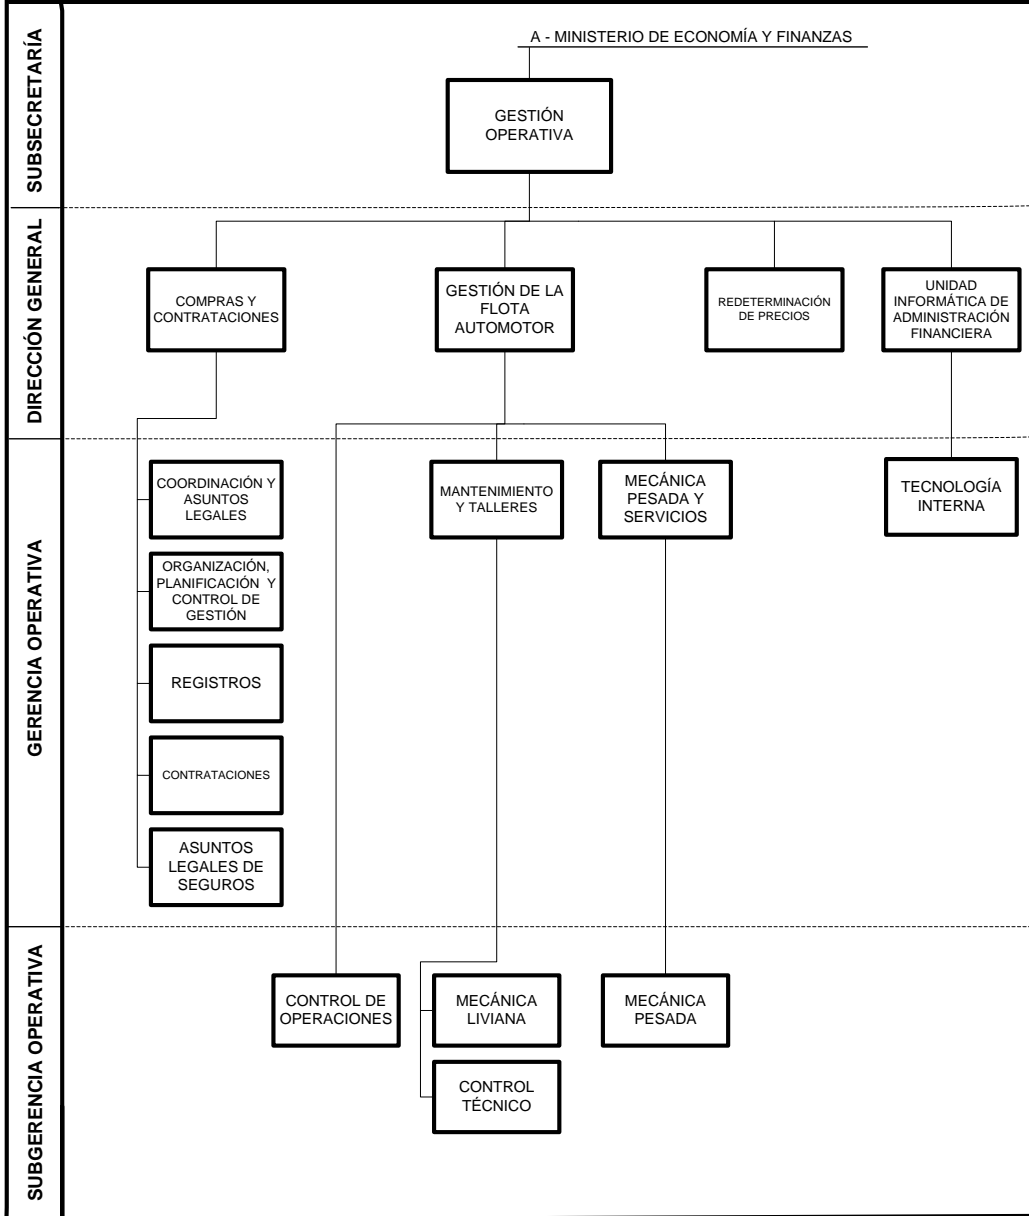 SUBSECRETARÍA
A - MINISTERIO DE ECONOMÍA Y FINANZAS
GESTIÓN
OPERATIVA
DIRECCIÓN GENERAL
COMPRAS Y
CONTRATACIONES
GESTIÓN DE LA
FLOTA
AUTOMOTOR
REDETERMINACIÓN
DE PRECIOS
UNIDAD
INFORMÁTICA DE
ADMINISTRACIÓN
FINANCIERA
GERENCIA OPERATIVA
COORDINACIÓN Y
ASUNTOS
LEGALES
MANTENIMIENTO
Y TALLERES
MECÁNICA
PESADA Y
SERVICIOS
TECNOLOGÍA
INTERNA
ORGANIZACIÓN,
PLANIFICACIÓN Y
CONTROL DE
GESTIÓN
REGISTROS
CONTRATACIONES
ASUNTOS
LEGALES DE
SEGUROS
SUBGERENCIA OPERATIVA
CONTROL DE
OPERACIONES
MECÁNICA
LIVIANA
MECÁNICA
PESADA
CONTROL
TÉCNICO